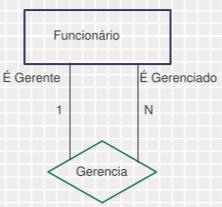 Funcionário
É Gerente
É Gerenciado
1
N
Gerencia